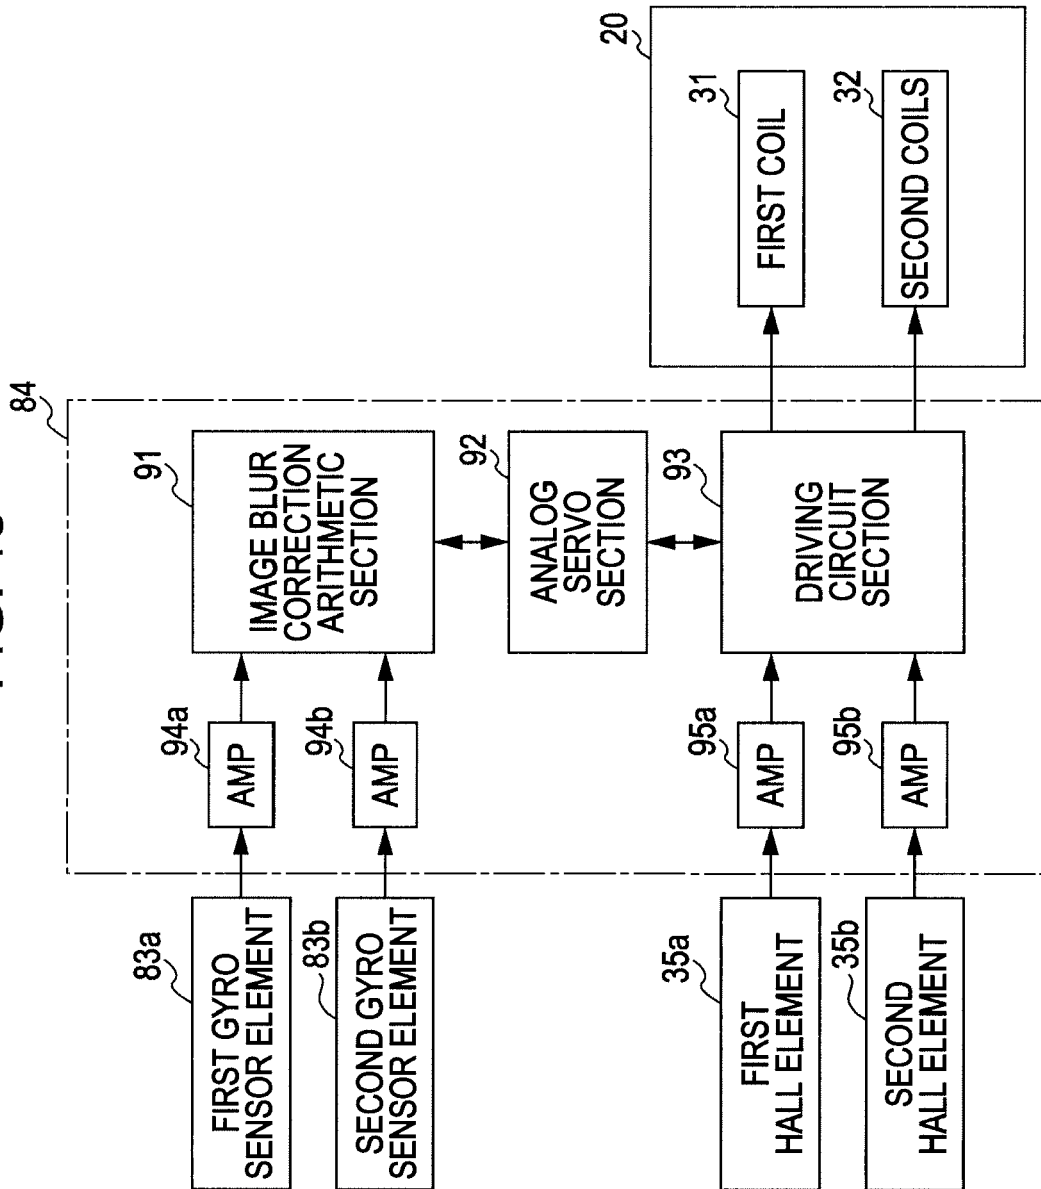 84
83a
FIRST GYRO
SENSOR ELEMENT
94a
AMP
91
IMAGE BLUR
CORRECTION
ARITHMETIC
SECTION
83b
SECOND GYRO
SENSOR ELEMENT
94b
AMP
92
ANALOG
SERVO
SECTION
20
35a
FIRST
HALL ELEMENT
95a
AMP
93
DRIVING
CIRCUIT
SECTION
31
FIRST COIL
35b
SECOND
HALL ELEMENT
95b
AMP
32
SECOND COILS